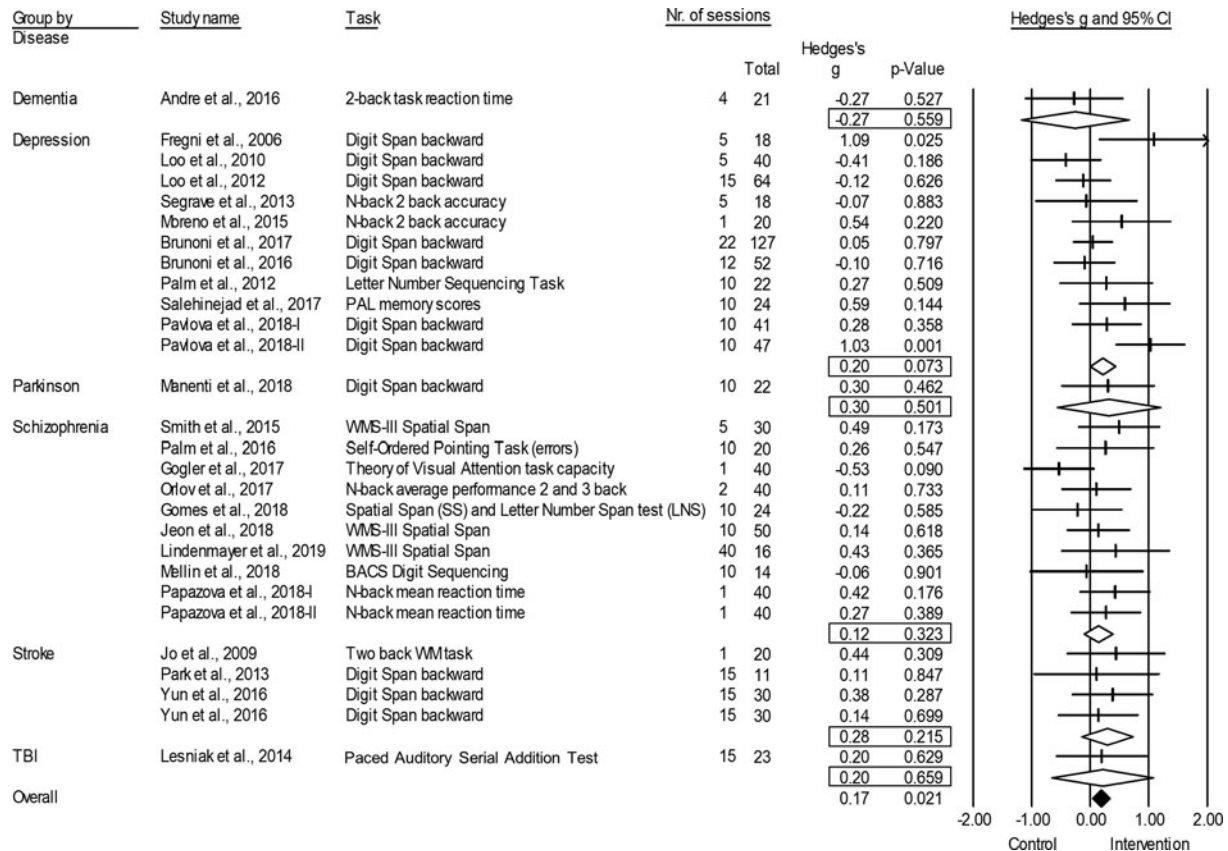 Group by Study name Task Nr. of sessions Hedges's g and 95% CI
Disease
Hedges's
Total g p-Value
Dementia Andre et al., 2016 2-back task reaction time 4 21 -0.27 0.527
-0.27 0.559
Depression Fregni et al., 2006 Digit Span backward 5 18 1.09 0.025
Loo et al., 2010 Digit Span backward 5 40 -0.41 0.186
Loo et al., 2012 Digit Span backward 15 64 -0.12 0.626
Segrave et al., 2013 N-back 2 back accuracy 5 18 -0.07 0.883
Moreno et al., 2015 N-back 2 back accuracy 1 20 0.54 0.220
Brunoni et al., 2017 Digit Span backward 22 127 0.05 0.797
Brunoni et al., 2016 Digit Span backward 12 52 -0.10 0.716
Palm et al., 2012 Letter Number Sequencing Task 10 22 0.27 0.509
Salehinejad et al., 2017 PAL memory scores 10 24 0.59 0.144
Pavlova et al., 2018-I Digit Span backward 10 41 0.28 0.358
Pavlova et al., 2018-II Digit Span backward 10 47 1.03 0.001
0.20 0.073
Parkinson Manenti et al., 2018 Digit Span backward 10 22 0.30 0.462
0.30 0.501
Schizophrenia Smith et al., 2015 WMS-III Spatial Span 5 30 0.49 0.173
Palm et al., 2016 Self-Ordered Pointing Task (errors) 10 20 0.26 0.547
Gogler et al., 2017 Theory of Visual Attention task capacity 1 40 -0.53 0.090
Orlov et al., 2017 N-back average performance 2 and 3 back 2 40 0.11 0.733
Gomes et al., 2018 Spatial Span (SS) and Letter Number Span test (LNS) 10 24 -0.22 0.585
Jeon et al., 2018 WMS-III Spatial Span 10 50 0.14 0.618
Lindenmayer et al., 2019 WMS-III Spatial Span 40 16 0.43 0.365
Mellin et al., 2018 BACS Digit Sequencing 10 14 -0.06 0.901
Papazova et al., 2018-I N-back mean reaction time 1 40 0.42 0.176
Papazova et al., 2018-II N-back mean reaction time 1 40 0.27 0.389
0.12 0.323
Stroke Jo et al., 2009 Two back WM task 1 20 0.44 0.309
Park et al., 2013 Digit Span backward 15 11 0.11 0.847
Yun et al., 2016 Digit Span backward 15 30 0.38 0.287
Yun et al., 2016 Digit Span backward 15 30 0.14 0.699
0.28 0.215
TBI Lesniak et al., 2014 Paced Auditory Serial Addition Test 15 23 0.20 0.629
0.20 0.659
Overall 0.17 0.021
-2.00 -1.00 0.00 1.00 2.00
Control Intervention